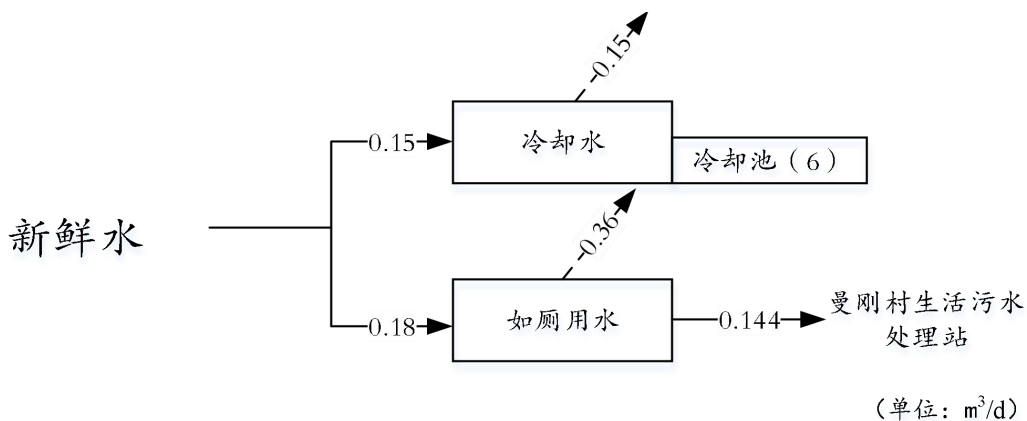 0.15
冷却水
0.15
冷却池（6）
新鲜水
0.36
0.18
如厕用水
0.144
曼刚村生活污水
处理站
（单位：m³/d）